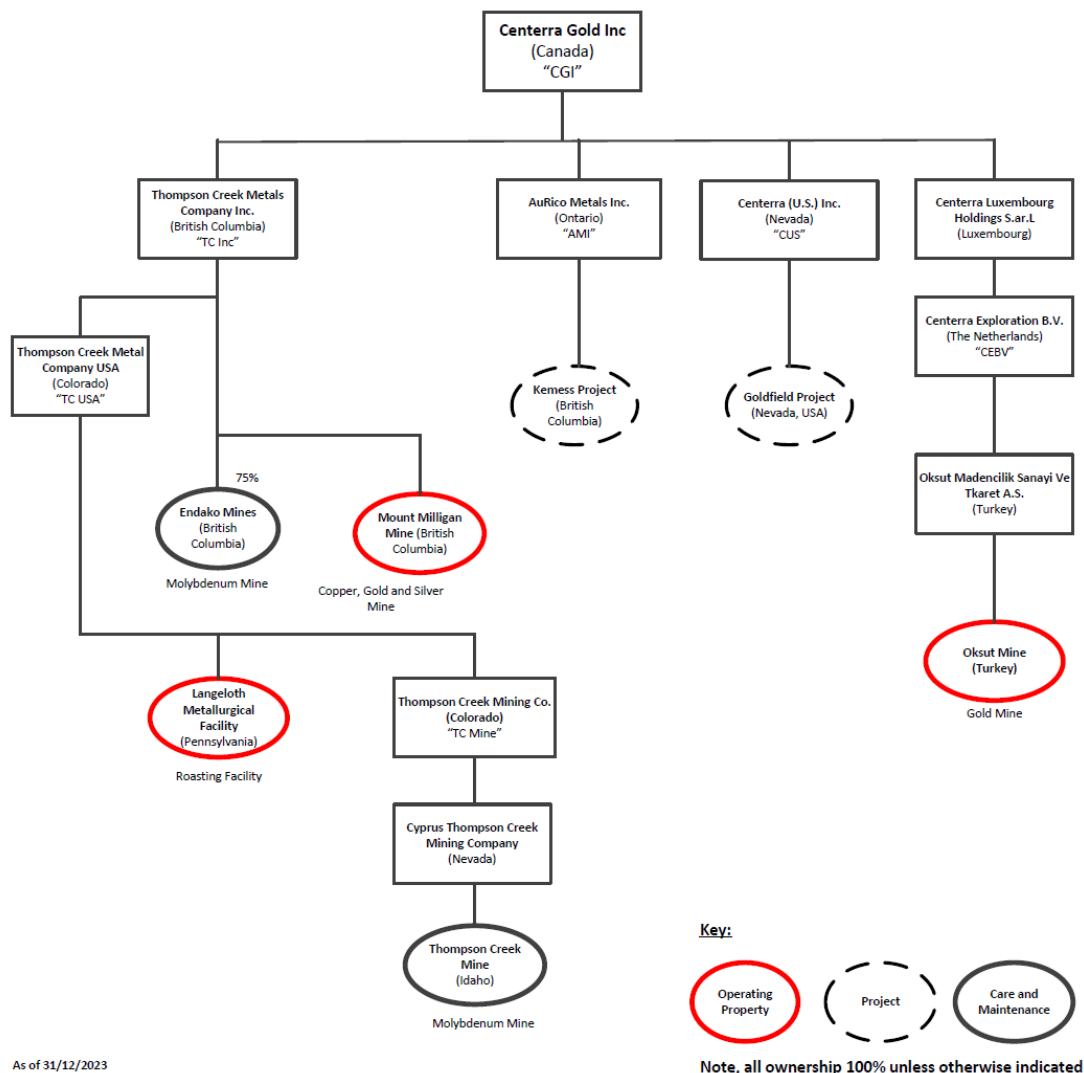 Centerra Gold Inc
(Canada)
“CGI”
Thompson Creek Metals
Company Inc.
(British Columbia)
“TC Inc”
AuRico Metals Inc.
(Ontario)
“AMI”
Centerra (U.S.) Inc.
(Nevada)
“CUS”
Centerra Luxembourg
Holdings S.ar.L
(Luxembourg)
Thompson Creek Metal
Company USA
(Colorado)
“TC USA”
Centerra Exploration B.V.
(The Netherlands)
“CEBV”
Kemess Project
(British
Columbia)
Goldfield Project
(Nevada, USA)
75%
Endako Mines
(British
Columbia)
Molybdenum Mine
Mount Milligan
Mine (British
Columbia)
Copper, Gold and Silver
Mine
Oksut Madencilik Sanayi Ve
Tkaret A.S.
(Turkey)
Oksut Mine
(Turkey)
Gold Mine
Langeloth
Metallurgical
Facility
(Pennsylvania)
Roasting Facility
Thompson Creek Mining Co.
(Colorado)
“TC Mine”
Cyprus Thompson Creek
Mining Company
(Nevada)
Thompson Creek
Mine
(Idaho)
Molybdenum Mine
Key:
Operating
Property
Project
Care and
Maintenance
As of 31/12/2023
Note, all ownership 100% unless otherwise indicated